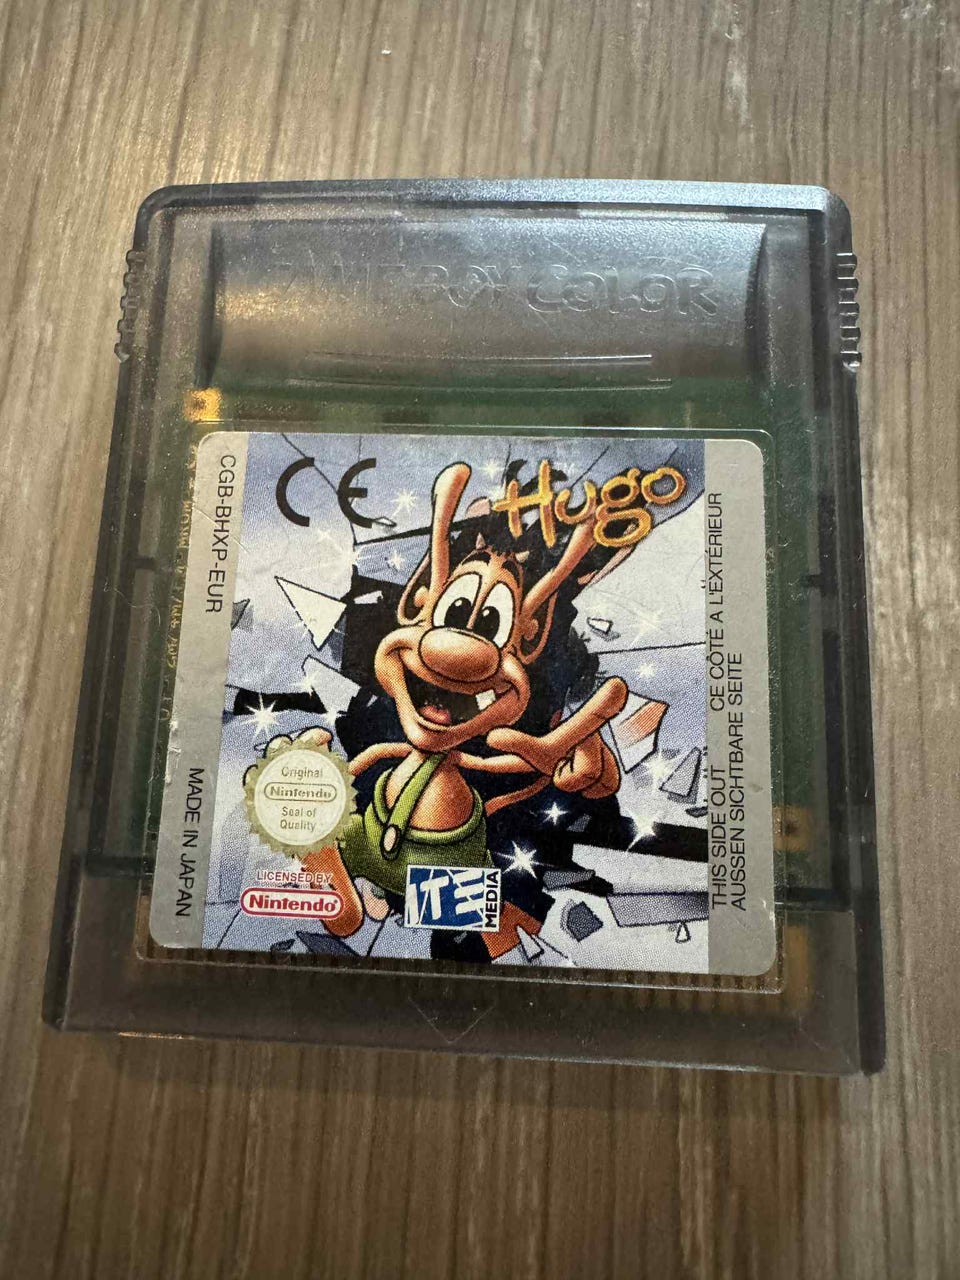 GAME BOY COLOR
CE
Hugo
CGB-BHXP-EUR
MADE IN JAPAN
Original
Nintendo
Seal of
Quality
LICENSED BY
Nintendo
ITE
MEDIA
THIS SIDE OUT CE CÔTÉ A L'EXTÉRIEUR
AUSSEN SICHTBARE SEITE